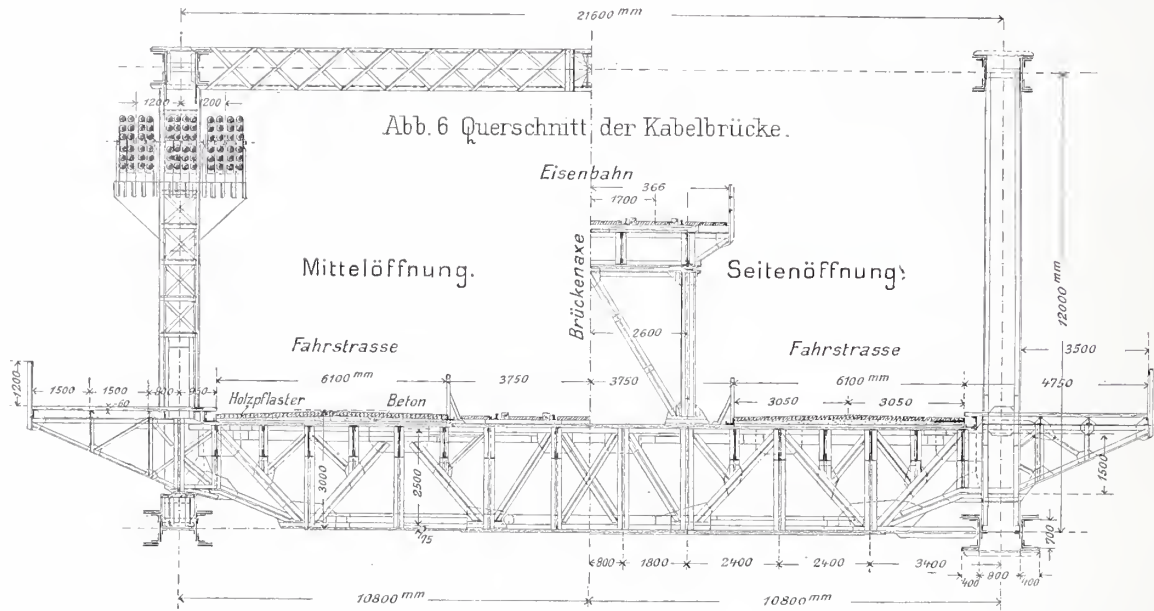 21600 mm
1200 1200
Abb. 6 Querschnitt der Kabelbrücke.
Eisenbahn
366
1700
Mittelöffnung.
Brückenaxe
Seitenöffnung.
12000 mm
2600
Fahrstrasse
Fahrstrasse
3500
1200
1500 1500 800 950
6100 mm
3750
3750
6100 mm
4750
60
Holzpflaster
Beton
3050 3050
3000
2500
1500
75
700
800 1800 2400 2400 3400
400 800 400
10800 mm
10800 mm